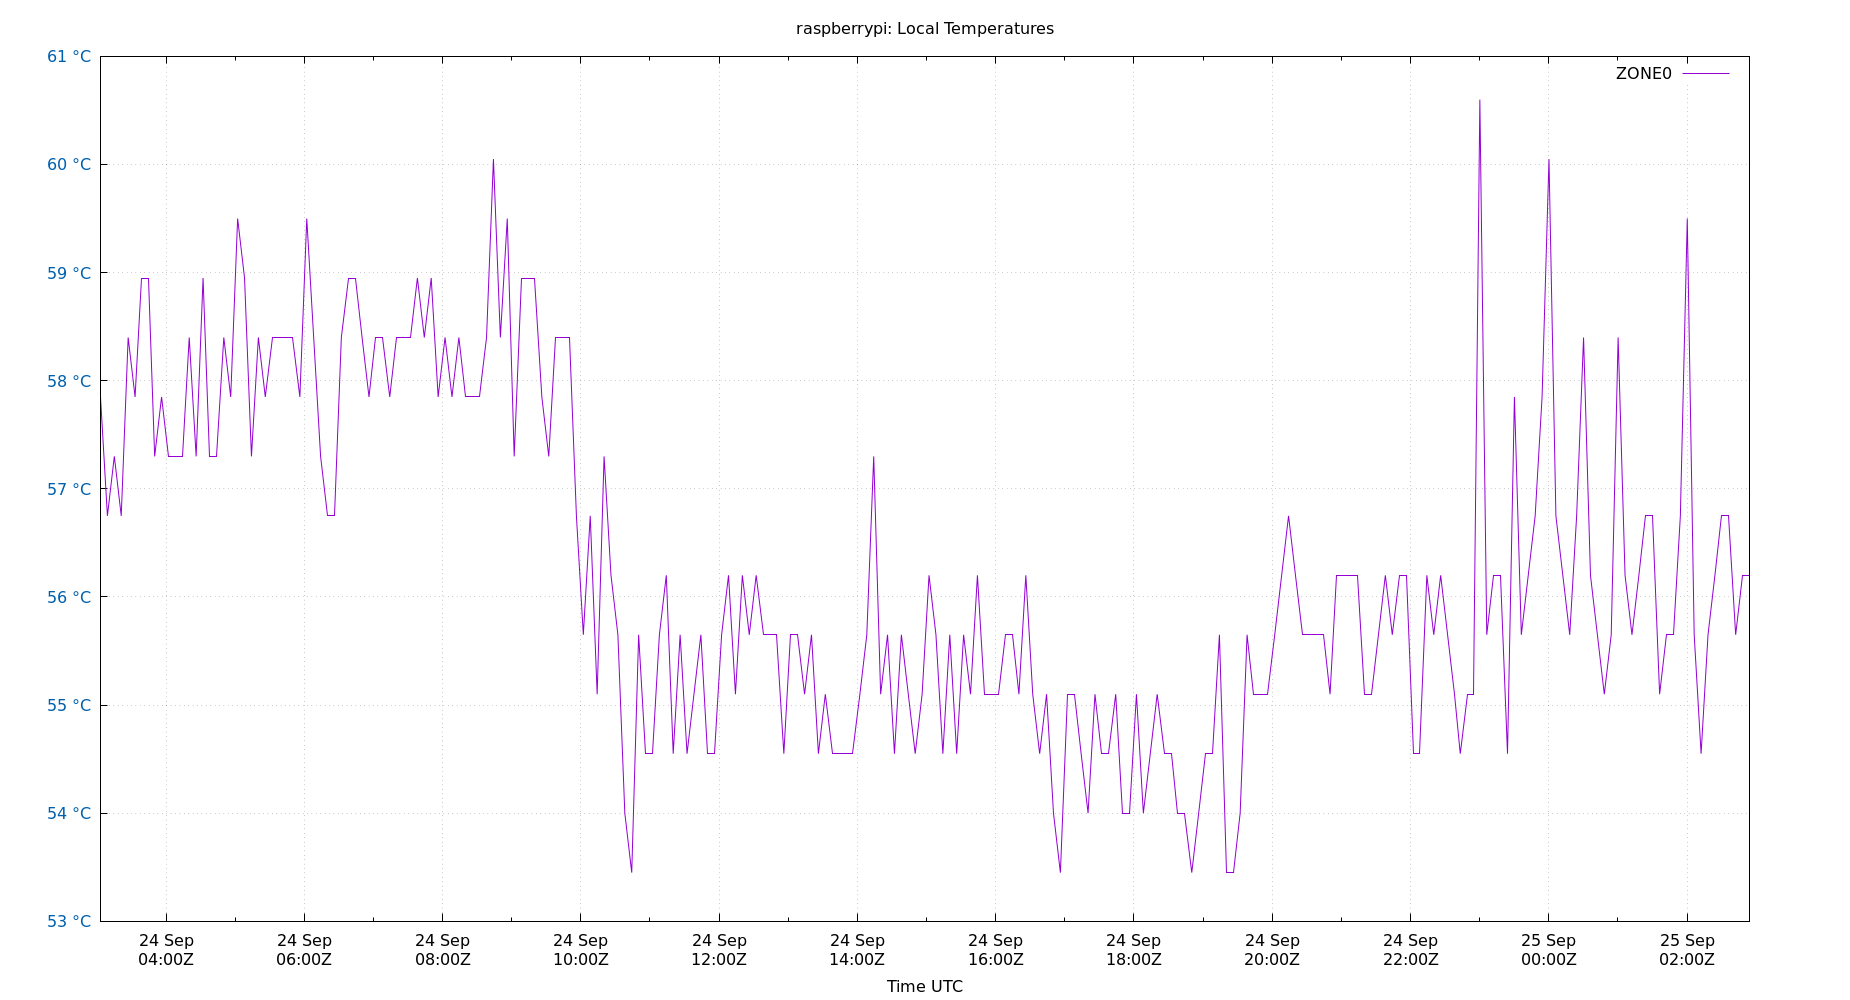 raspberrypi: Local Temperatures
ZONE0
61 °C
60 °C
59 °C
58 °C
57 °C
56 °C
55 °C
54 °C
53 °C
24 Sep 24 Sep 24 Sep 24 Sep 24 Sep 24 Sep 24 Sep 24 Sep 24 Sep 24 Sep 25 Sep 25 Sep
04:00Z 06:00Z 08:00Z 10:00Z 12:00Z 14:00Z 16:00Z 18:00Z 20:00Z 22:00Z 00:00Z 02:00Z
Time UTC